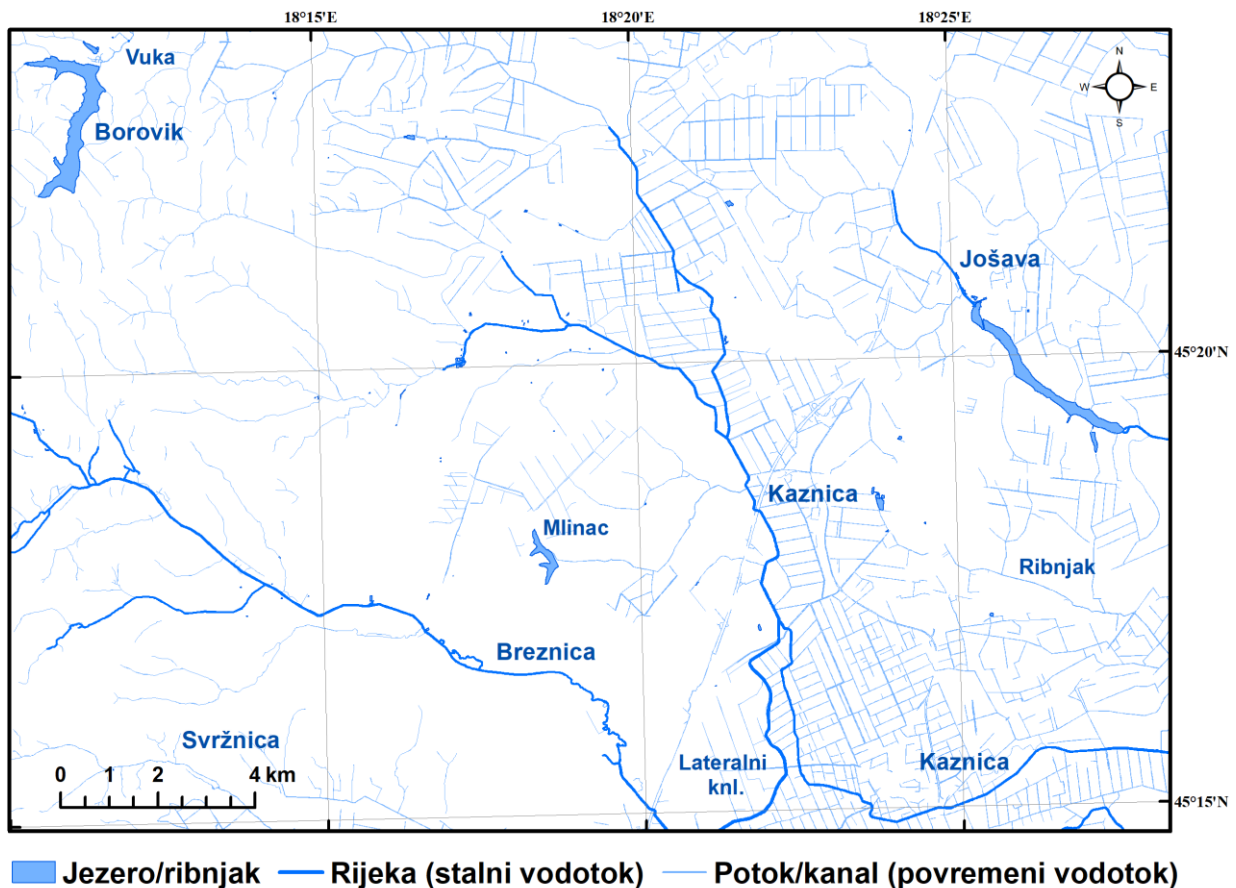 18°15'E
18°20'E
18°25'E
Vuka
Borovik
N
W
E
S
Jošava
45°20'N
Kaznica
Mlinac
Ribnjak
Breznica
Svržnica
Lateralni
knl.
Kaznica
0 1 2 4 km
45°15'N
Jezero/ribnjak
Rijeka (stalni vodotok)
Potok/kanal (povremeni vodotok)